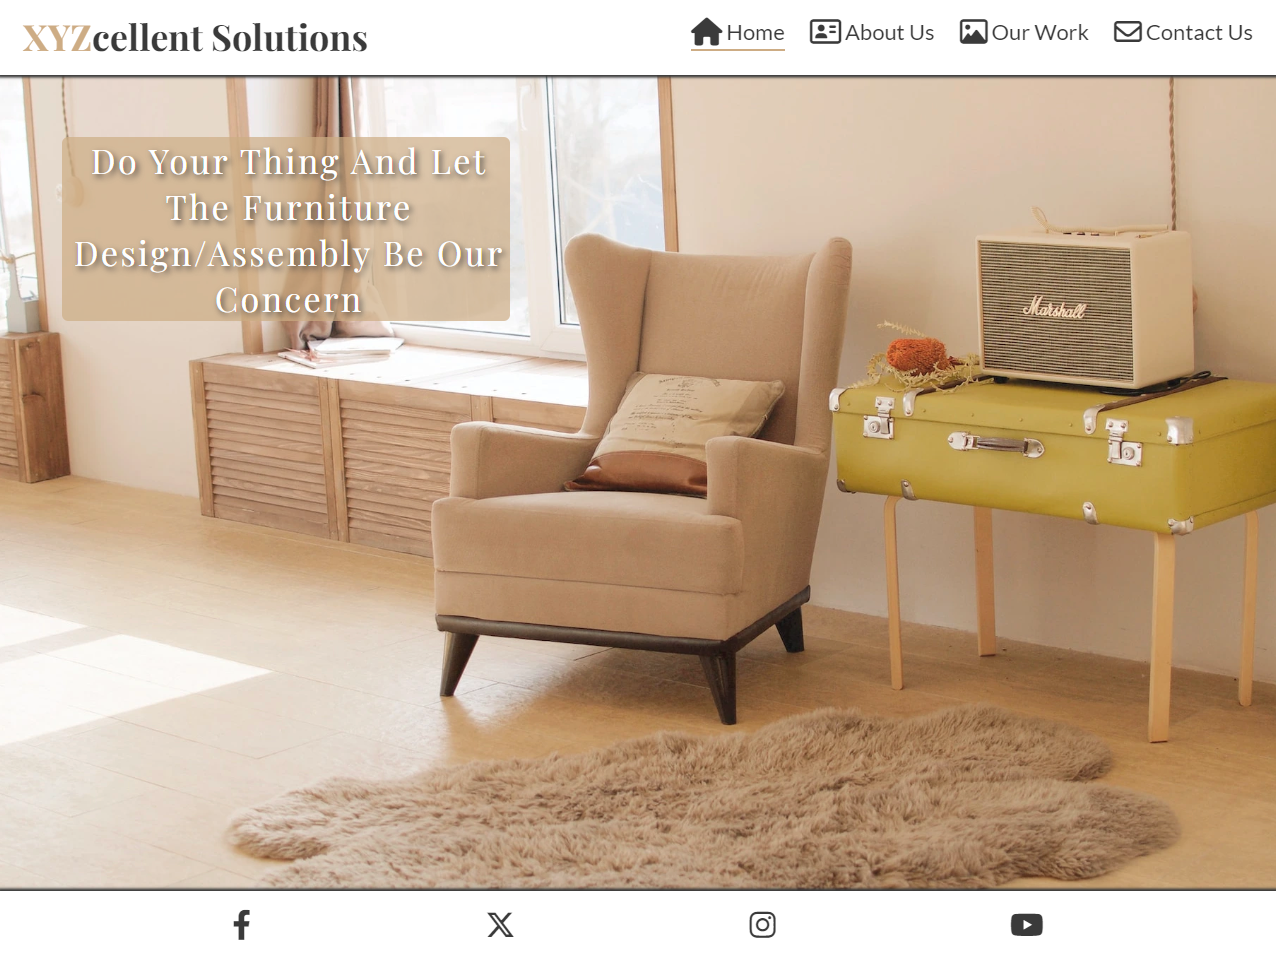 XYZcellent Solutions
Home
About Us
Our Work
Contact Us
Do Your Thing And Let
The Furniture
Design/Assembly Be Our
Concern
Marshall